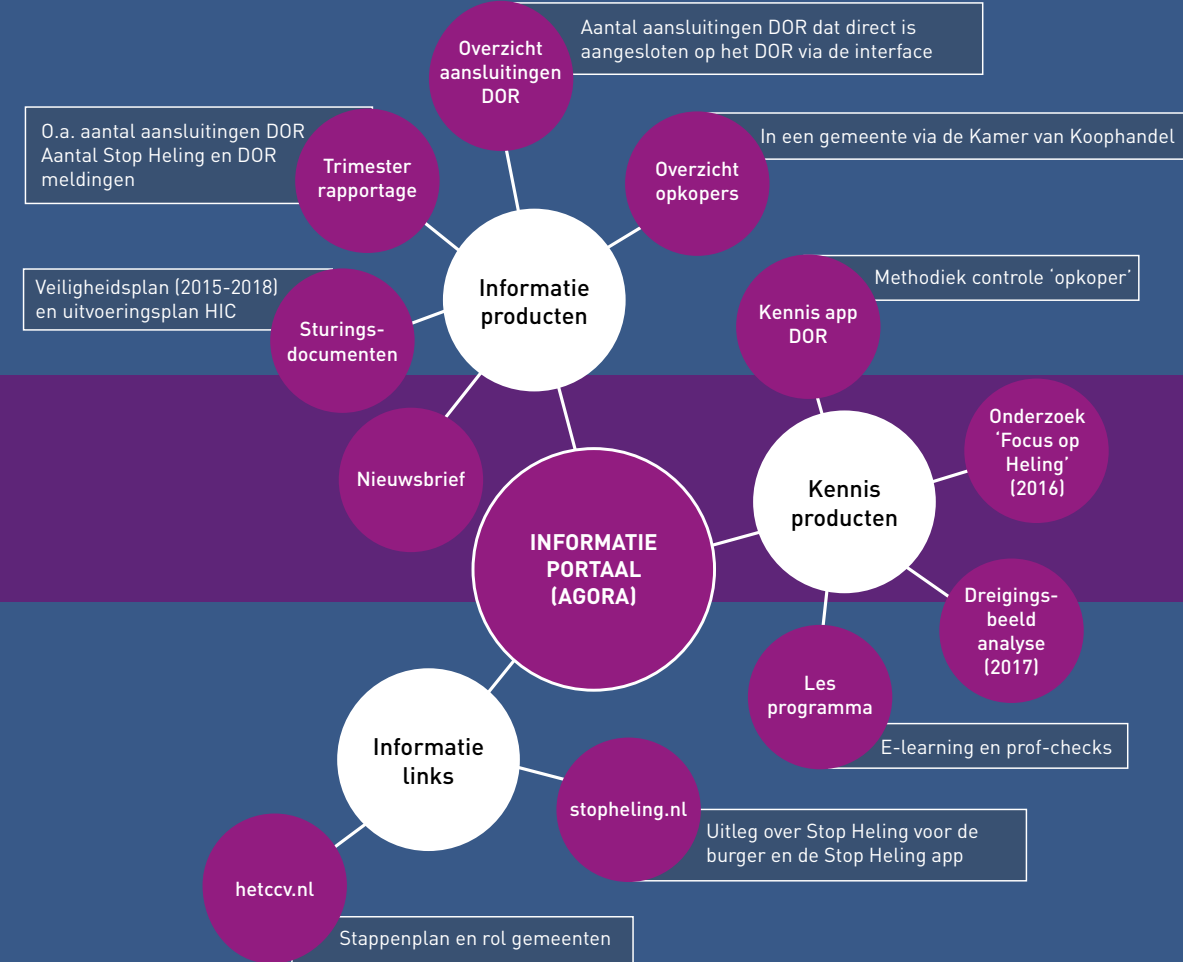 Overzicht
aansluitingen
DOR
Aantal aansluitingen DOR dat direct is
aangesloten op het DOR via de interface
O.a. aantal aansluitingen DOR
Aantal Stop Heling en DOR
meldingen
Trimester
rapportage
Overzicht
opkopers
In een gemeente via de Kamer van Koophandel
Veiligheidsplan (2015-2018)
en uitvoeringsplan HIC
Sturings-
documenten
Informatie
producten
Nieuwsbrief
Kennis app
DOR
Methodiek controle ‘opkoper’
Onderzoek
‘Focus op
Heling’
(2016)
Kennis
producten
INFORMATIE
PORTAAL
(AGORA)
Dreigings-
beeld
analyse
(2017)
Les
programma
E-learning en prof-checks
Informatie
links
stopheling.nl
Uitleg over Stop Heling voor de
burger en de Stop Heling app
hetccv.nl
Stappenplan en rol gemeenten